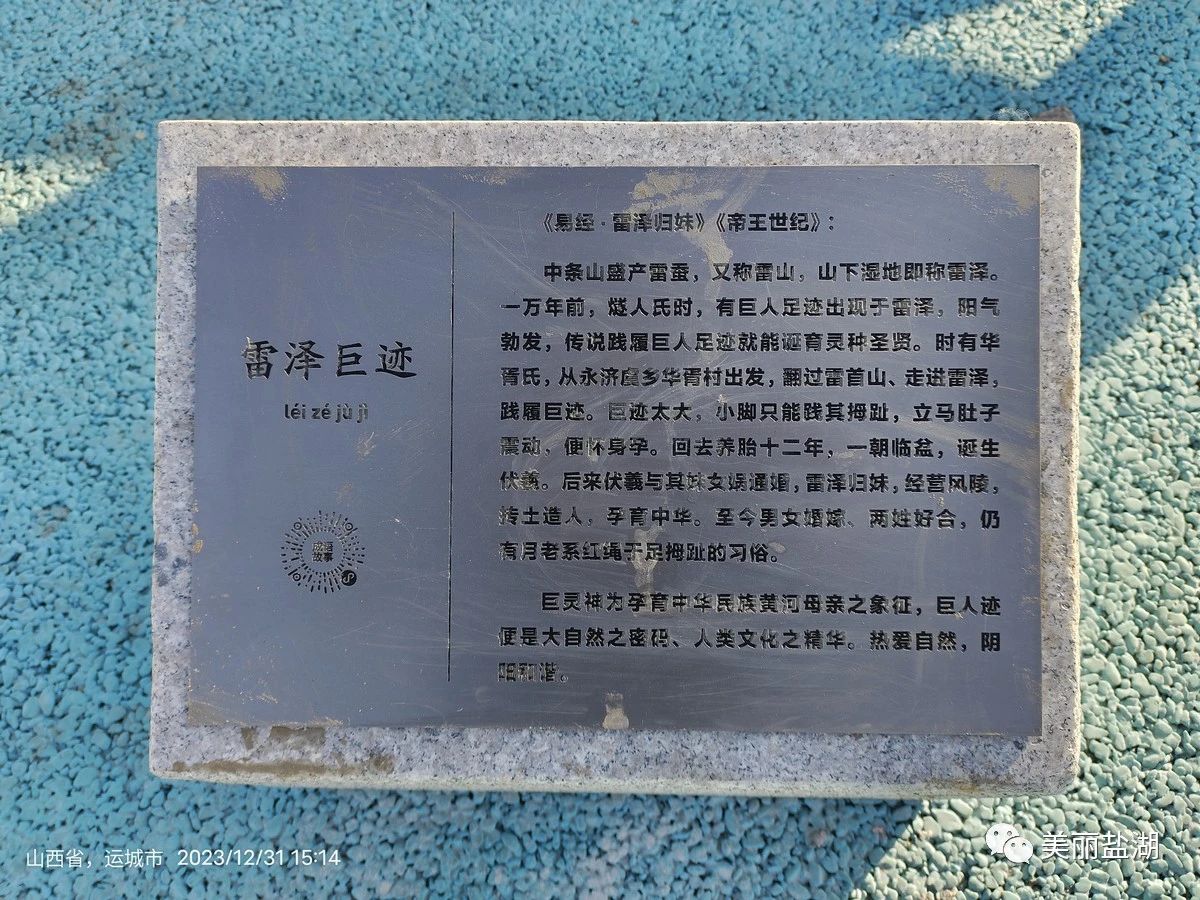 雷泽巨迹
léi zé jù jì
成语
故事
《易经·雷泽归妹》《帝王世纪》：
中条山盛产雷蚕，又称雷山，山下湿地即称雷泽。
一万年前，燧人氏时，有巨人足迹出现于雷泽，阳气
勃发，传说践履巨人足迹就能诞育灵种圣贤。时有华
胥氏，从永济虞乡华胥村出发，翻过雷首山、走进雷泽，
践履巨迹。巨迹太大，小脚只能践其拇趾，立马肚子
震动，便怀身孕。回去养胎十二年，一朝临盆，诞生
伏羲。后来伏羲与其妹女娲通婚，雷泽归妹，经营风陵，
抟土造人，孕育中华。至今男女婚嫁、两姓好合，仍
有月老系红绳于足拇趾的习俗。
巨灵神为孕育中华民族黄河母亲之象征，巨人迹
便是大自然之密码、人类文化之精华。热爱自然，阴
阳和谐。
山西省，运城市 2023/12/31 15:14
美丽盐湖